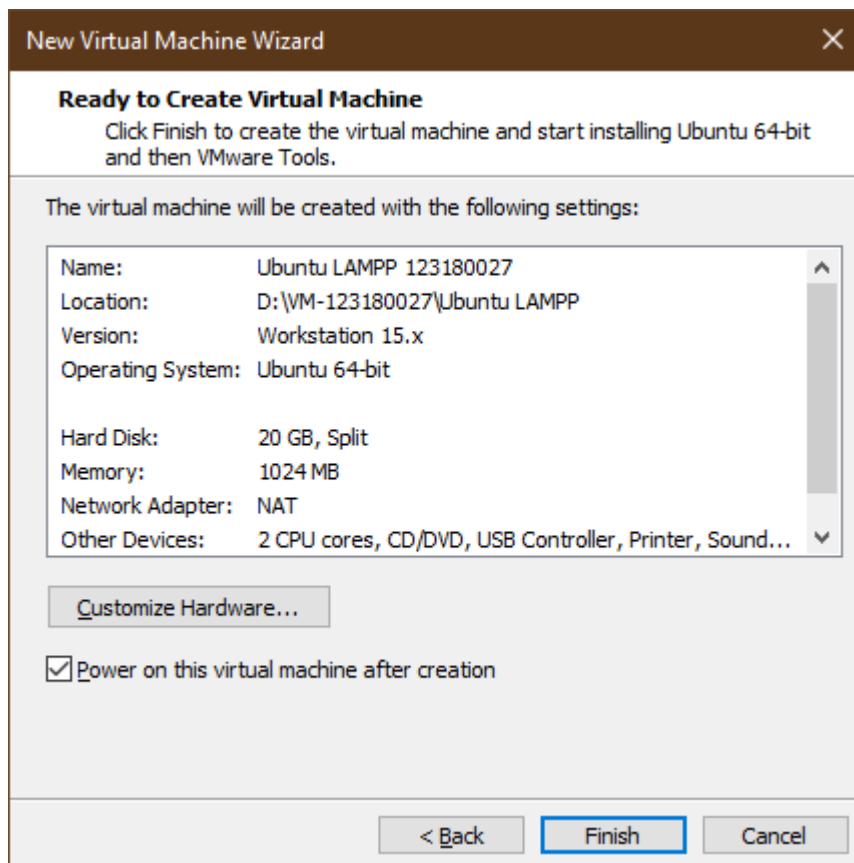 New Virtual Machine Wizard
Ready to Create Virtual Machine
Click Finish to create the virtual machine and start installing Ubuntu 64-bit
and then VMware Tools.
The virtual machine will be created with the following settings:
Name: Ubuntu LAMPP 123180027
Location: D:\VM-123180027\Ubuntu LAMPP
Version: Workstation 15.x
Operating System: Ubuntu 64-bit
Hard Disk: 20 GB, Split
Memory: 1024 MB
Network Adapter: NAT
Other Devices: 2 CPU cores, CD/DVD, USB Controller, Printer, Sound...
Customize Hardware...
Power on this virtual machine after creation
< Back Finish Cancel